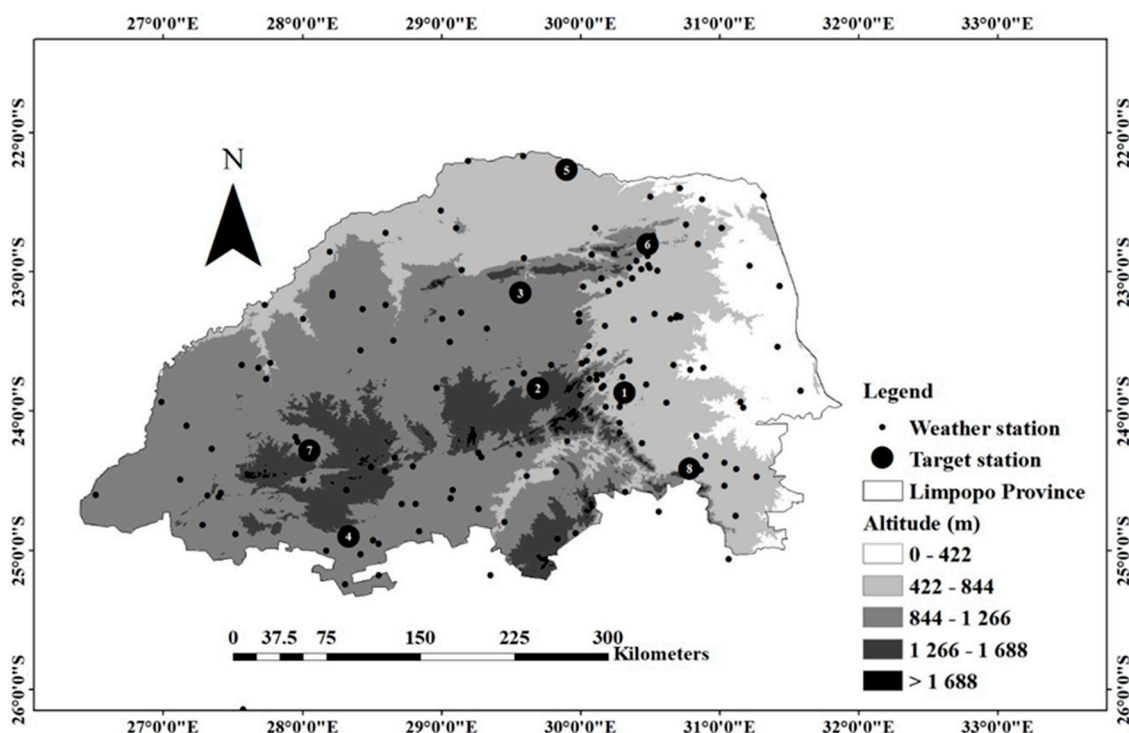 27°0'0"E 28°0'0"E 29°0'0"E 30°0'0"E 31°0'0"E 32°0'0"E 33°0'0"E
22°0'0"S 22°0'0"S
23°0'0"S 23°0'0"S
24°0'0"S 24°0'0"S
25°0'0"S 25°0'0"S
26°0'0"S 26°0'0"S
N
5
6
3
2
1
7
8
4
Legend
Weather station
Target station
Limpopo Province
Altitude (m)
0 - 422
422 - 844
844 - 1 266
1 266 - 1 688
> 1 688
0 37.5 75 150 225 300
Kilometers
27°0'0"E 28°0'0"E 29°0'0"E 30°0'0"E 31°0'0"E 32°0'0"E 33°0'0"E